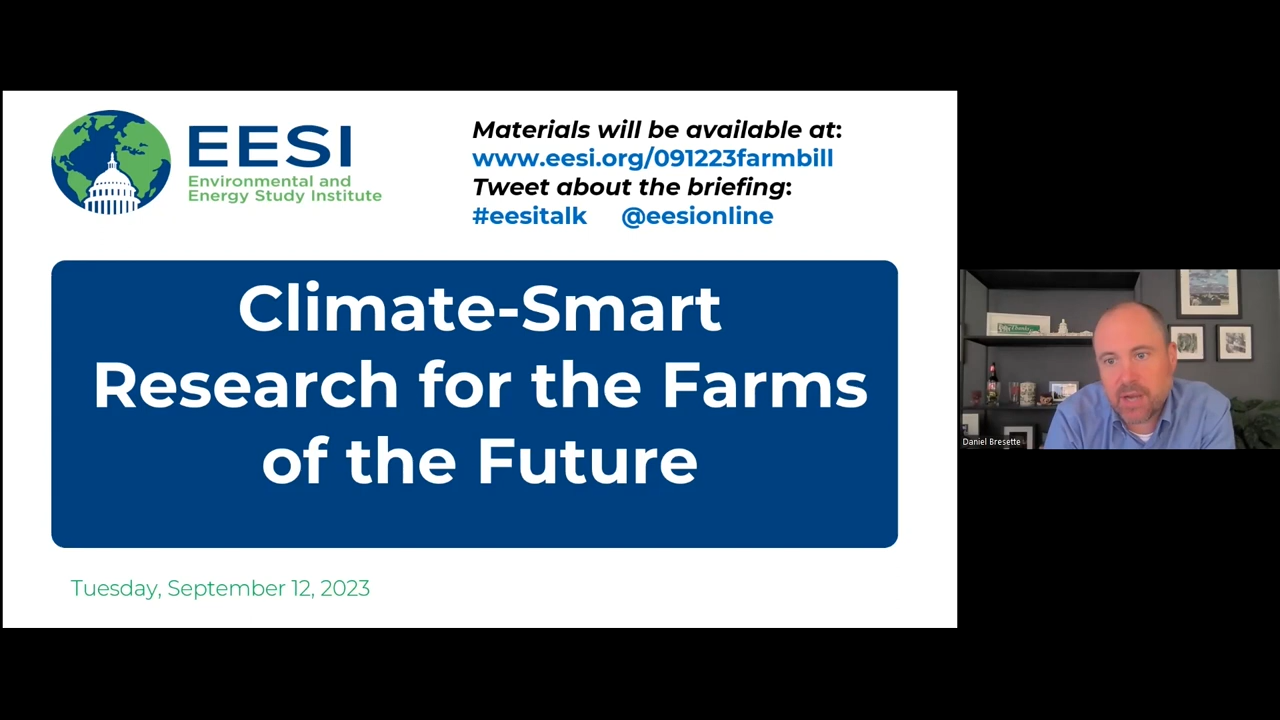 EESI
Environmental and
Energy Study Institute
Materials will be available at:
www.eesi.org/091223farmbill
Tweet about the briefing:
#eesitalk @eesionline
Climate-Smart
Research for the Farms
of the Future
Tuesday, September 12, 2023
Daniel Bresette